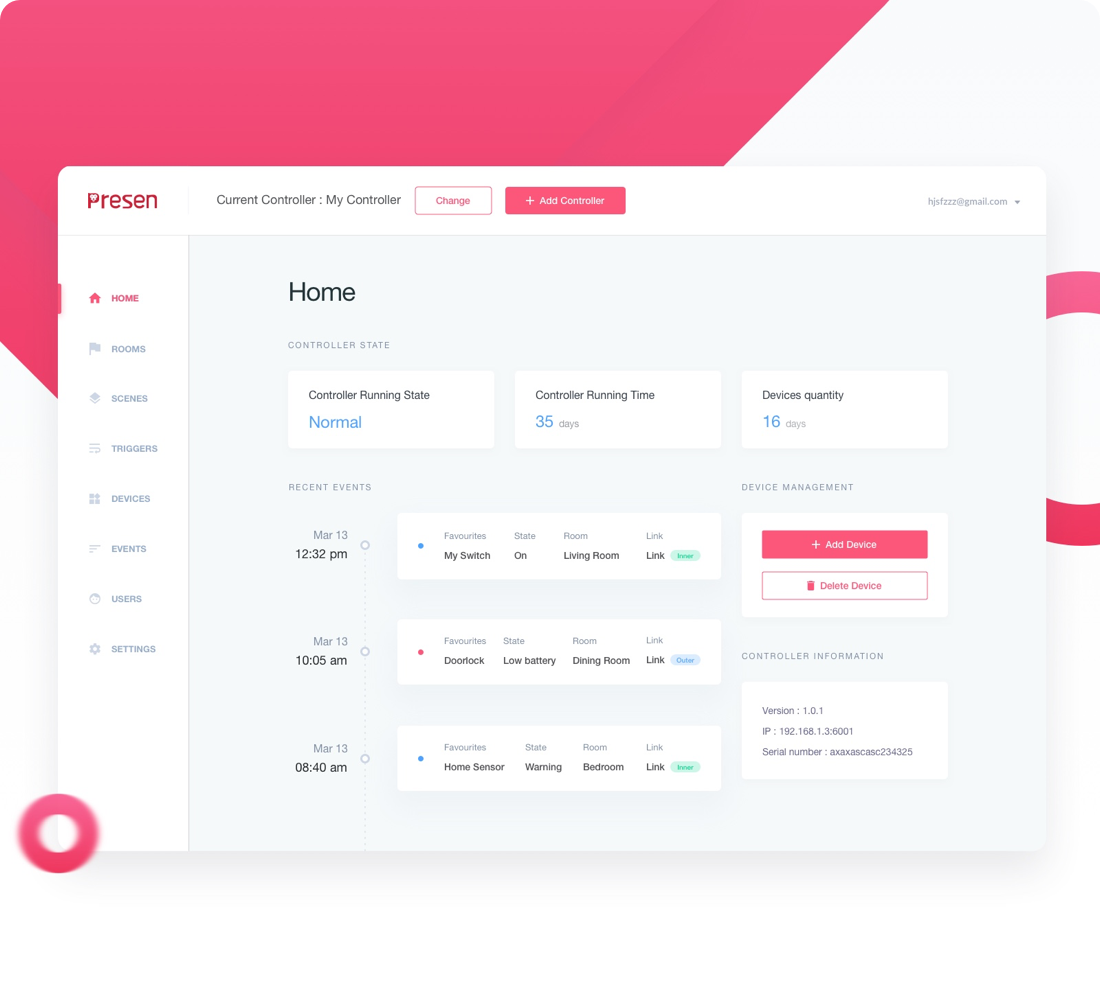 Presen
Current Controller : My Controller
Change
+ Add Controller
hjsfzzz@gmail.com
HOME
ROOMS
SCENES
TRIGGERS
DEVICES
EVENTS
USERS
SETTINGS
Home
CONTROLLER STATE
Controller Running State
Normal
Controller Running Time
35 days
Devices quantity
16 days
RECENT EVENTS
Mar 13
12:32 pm
Favourites State Room Link
My Switch On Living Room Link Inner
Mar 13
10:05 am
Favourites State Room Link
Doorlock Low battery Dining Room Link Outer
Mar 13
08:40 am
Favourites State Room Link
Home Sensor Warning Bedroom Link Inner
DEVICE MANAGEMENT
+ Add Device
Delete Device
CONTROLLER INFORMATION
Version : 1.0.1
IP : 192.168.1.3:6001
Serial number : axaxascasc234325